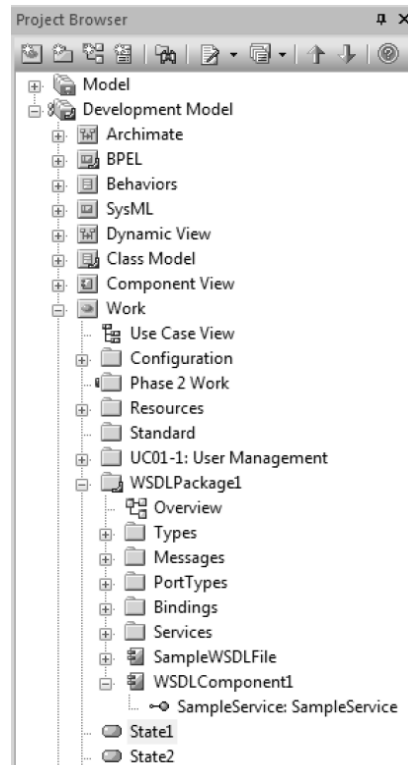 Project Browser
Model
Development Model
Archimate
BPEL
Behaviors
SysML
Dynamic View
Class Model
Component View
Work
Use Case View
Configuration
Phase 2 Work
Resources
Standard
UC01-1: User Management
WSDLPackage1
Overview
Types
Messages
PortTypes
Bindings
Services
SampleWSDLFile
WSDLComponent1
SampleService: SampleService
State1
State2